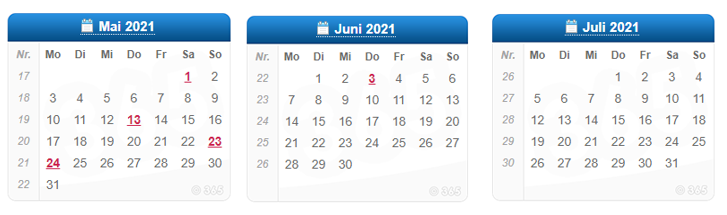 Mai 2021
Nr. Mo Di Mi Do Fr Sa So
17 1 2
18 3 4 5 6 7 8 9
19 10 11 12 13 14 15 16
20 17 18 19 20 21 22 23
21 24 25 26 27 28 29 30
22 31
© 365
Juni 2021
Nr. Mo Di Mi Do Fr Sa So
22 1 2 3 4 5 6
23 7 8 9 10 11 12 13
24 14 15 16 17 18 19 20
25 21 22 23 24 25 26 27
26 28 29 30
© 365
Juli 2021
Nr. Mo Di Mi Do Fr Sa So
26 1 2 3 4
27 5 6 7 8 9 10 11
28 12 13 14 15 16 17 18
29 19 20 21 22 23 24 25
30 26 27 28 29 30 31
© 365